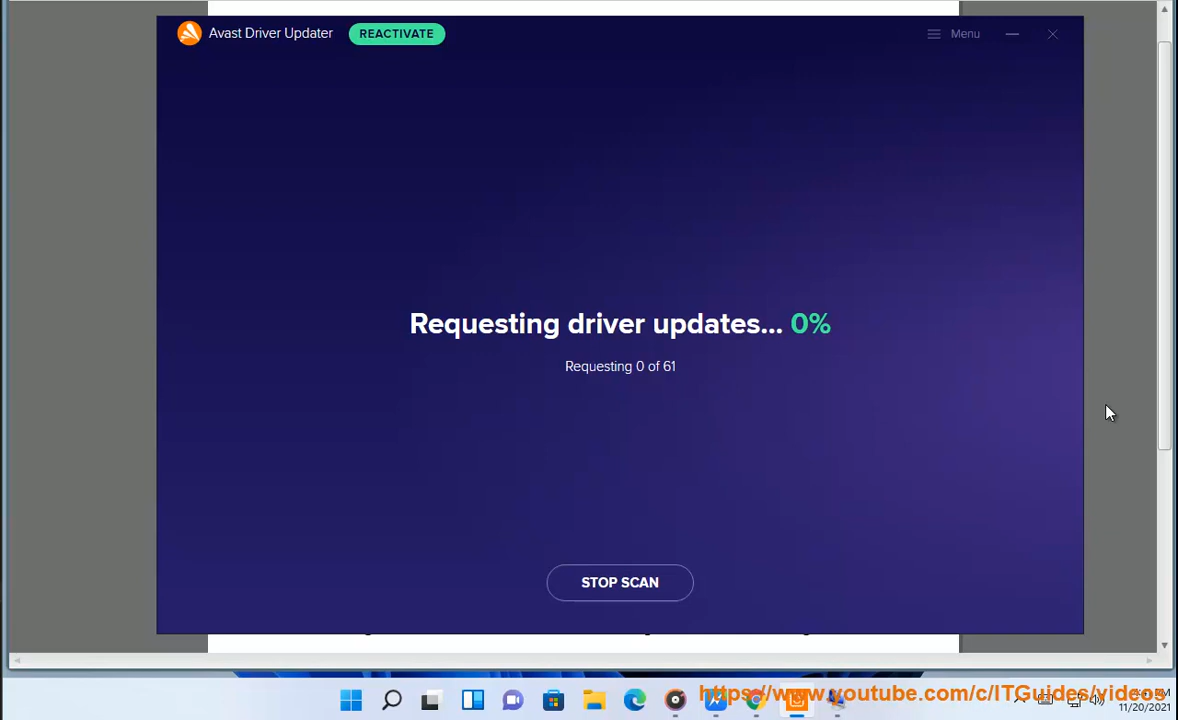 Avast Driver Updater REACTIVATE Menu
Requesting driver updates... 0%
Requesting 0 of 61
STOP SCAN
https://www.youtube.com/c/ITGuides/videos
11/20/2021